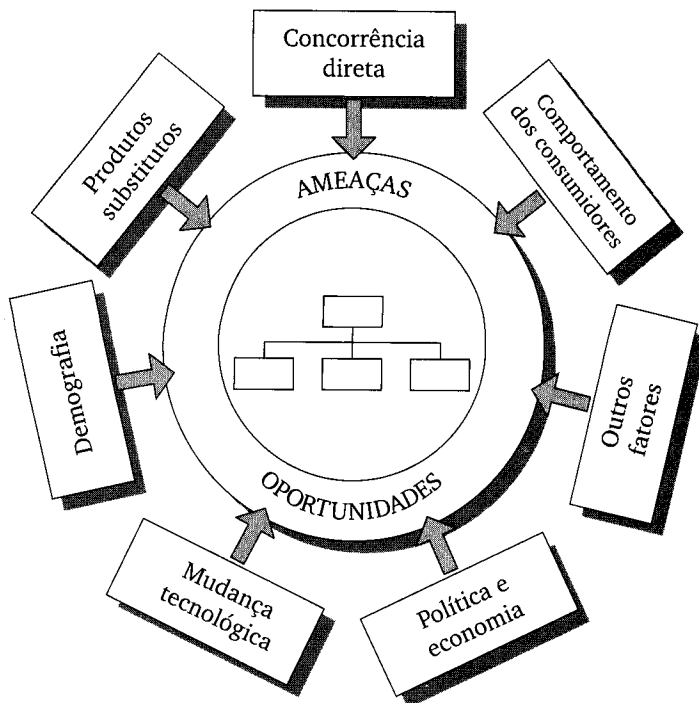 Concorrência
direta
Comportamento
dos consumidores
Outros
fatores
Política e
economia
Mudança
tecnológica
Demografia
Produtos
substitutos
AMEAÇAS
OPORTUNIDADES